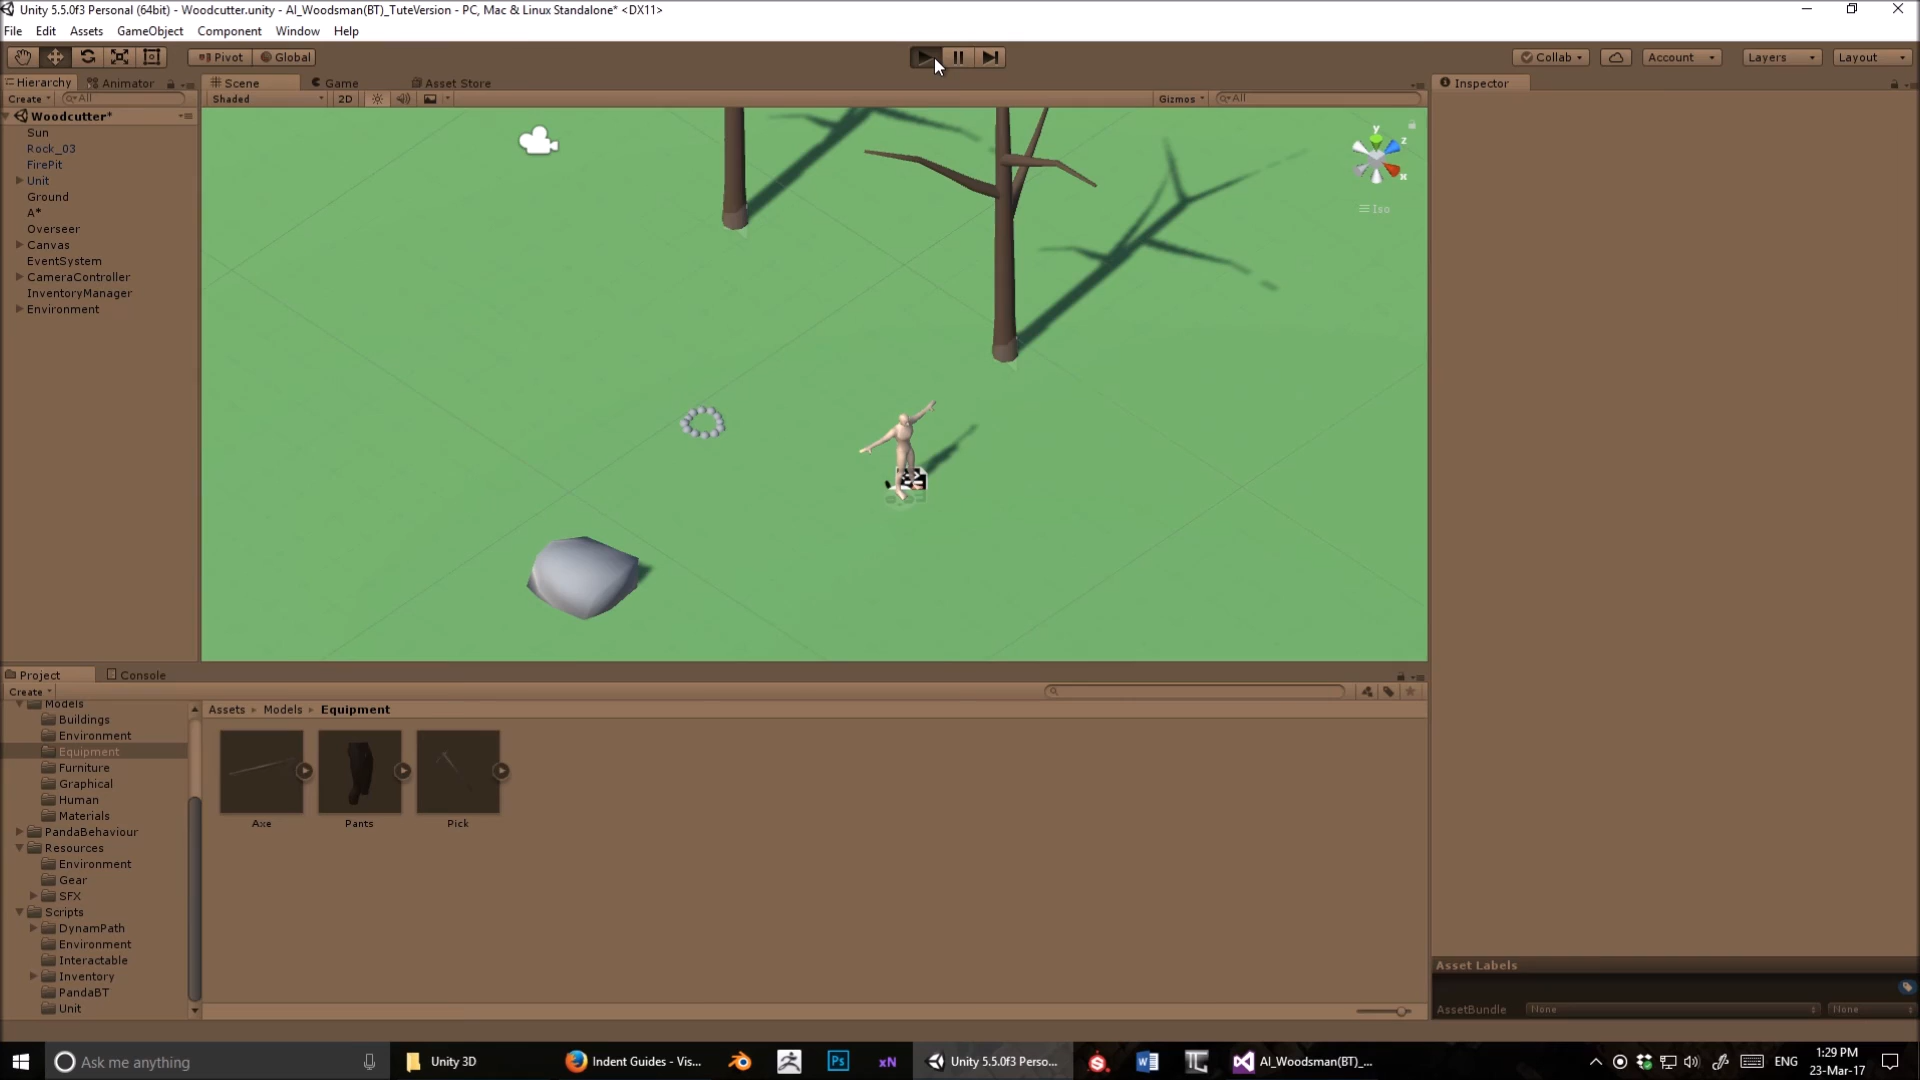 Unity 5.5.0f3 Personal (64bit) - Woodcutter.unity - AI_Woodsman(BT)_TuteVersion - PC, Mac & Linux Standalone* <DX11>
File Edit Assets GameObject Component Window Help
Pivot Global Collab Account Layers Layout
Hierarchy Animator Scene Game Asset Store Inspector
Create All Shaded 2D Gizmos All
Woodcutter*
Sun
Rock_03
FirePit
Unit
Ground
A*
Overseer
Canvas
EventSystem
CameraController
InventoryManager
Environment
y
z
x
Iso
Project Console
Create
Models
Buildings
Environment
Equipment
Furniture
Graphical
Human
Materials
PandaBehaviour
Resources
Environment
Gear
SFX
Scripts
DynamPath
Environment
Interactable
Inventory
PandaBT
Unit
Assets Models Equipment
Axe Pants Pick
Asset Labels
AssetBundle None None
Ask me anything Unity 3D Indent Guides - Vis... Ps xN Unity 5.5.0f3 Perso... AI_Woodsman(BT)_... ENG 1:29 PM
23-Mar-17